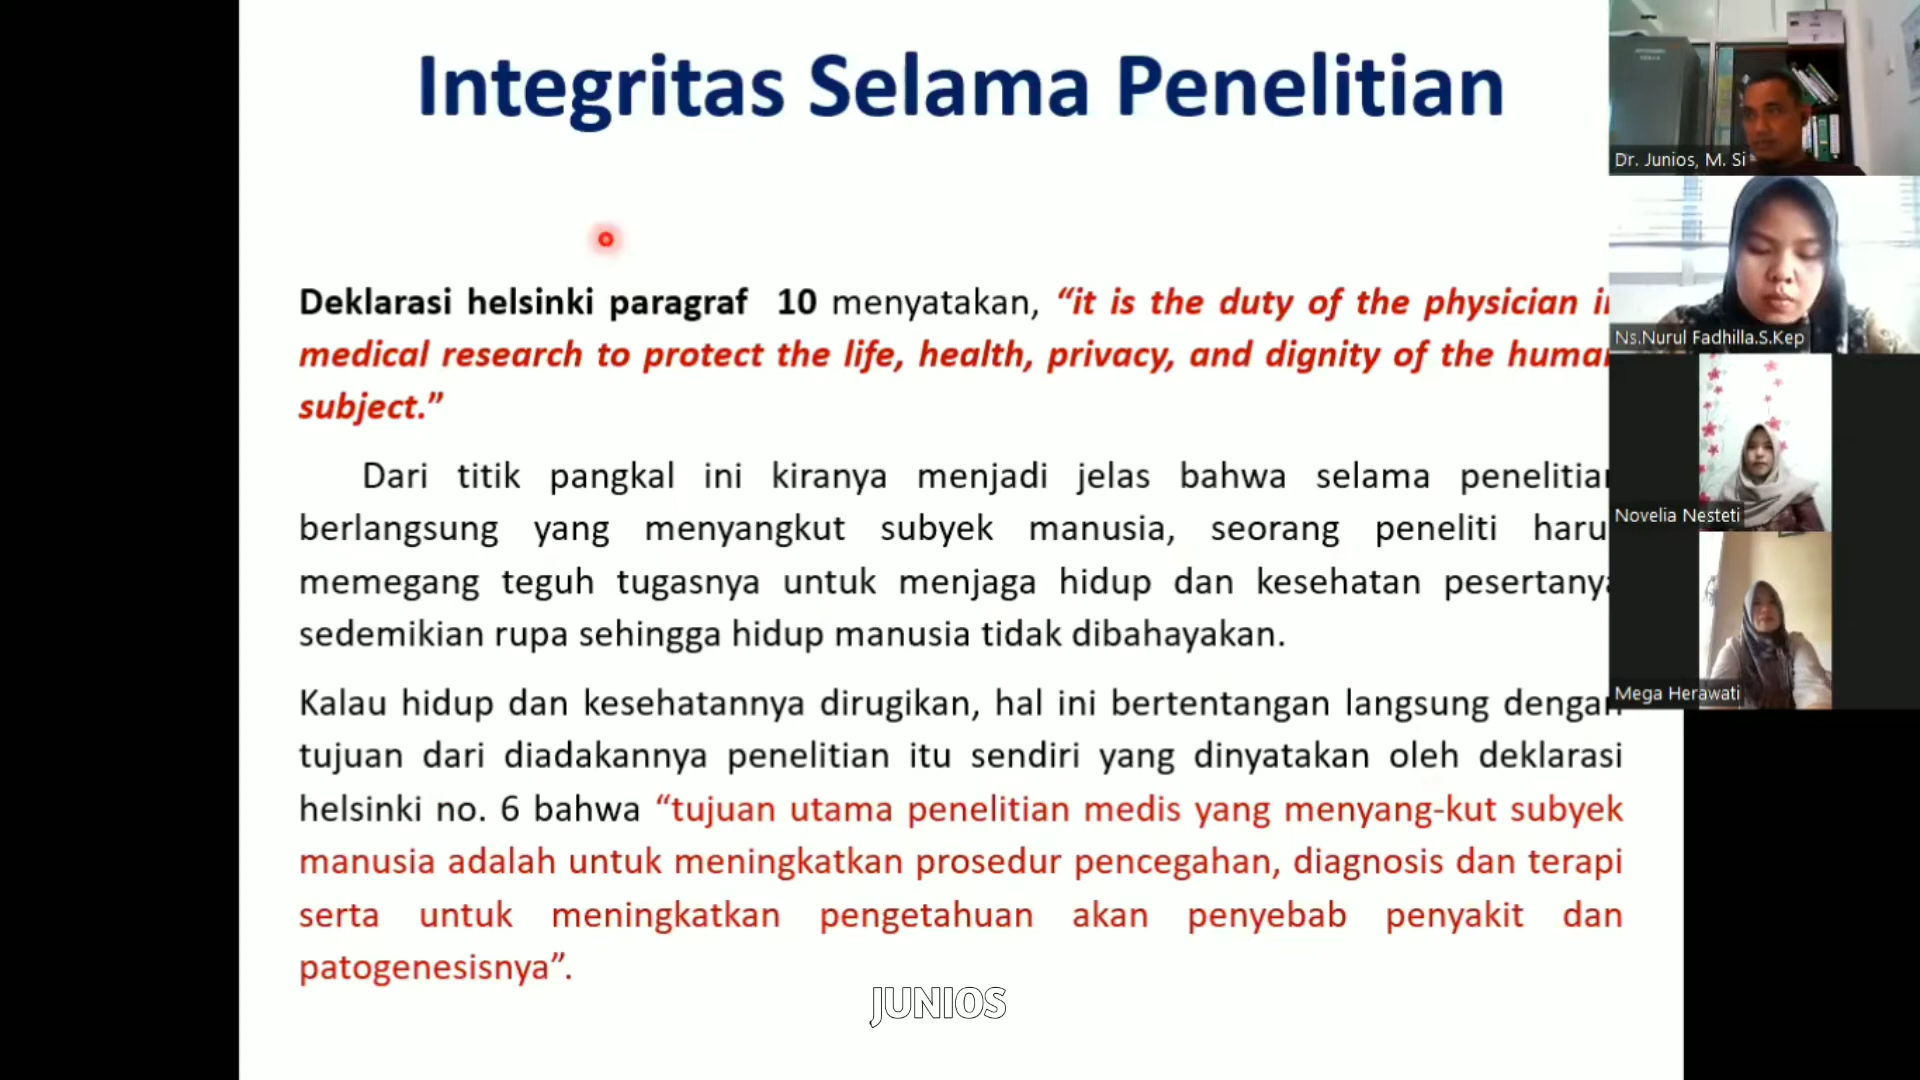 Integritas Selama Penelitian
Deklarasi helsinki paragraf 10 menyatakan, “it is the duty of the physician
medical research to protect the life, health, privacy, and dignity of the
subject.”
Dari titik pangkal ini kiranya menjadi jelas bahwa selama
berlangsung yang menyangkut subyek manusia, seorang peneliti
memegang teguh tugasnya untuk menjaga hidup dan kesehatan
sedemikian rupa sehingga hidup manusia tidak dibahayakan.
Kalau hidup dan kesehatannya dirugikan, hal ini bertentangan langsung dengan
tujuan dari diadakannya penelitian itu sendiri yang dinyatakan oleh deklarasi
helsinki no. 6 bahwa “tujuan utama penelitian medis yang menyang-kut subyek
manusia adalah untuk meningkatkan prosedur pencegahan, diagnosis dan terapi
serta untuk meningkatkan pengetahuan akan penyebab penyakit dan
patogenesisnya”.
JUNIOS
Dr. Junios, M. Si
Ns.Nurul Fadhilla.S.Kep
Novelia Nesteti
Mega Herawati